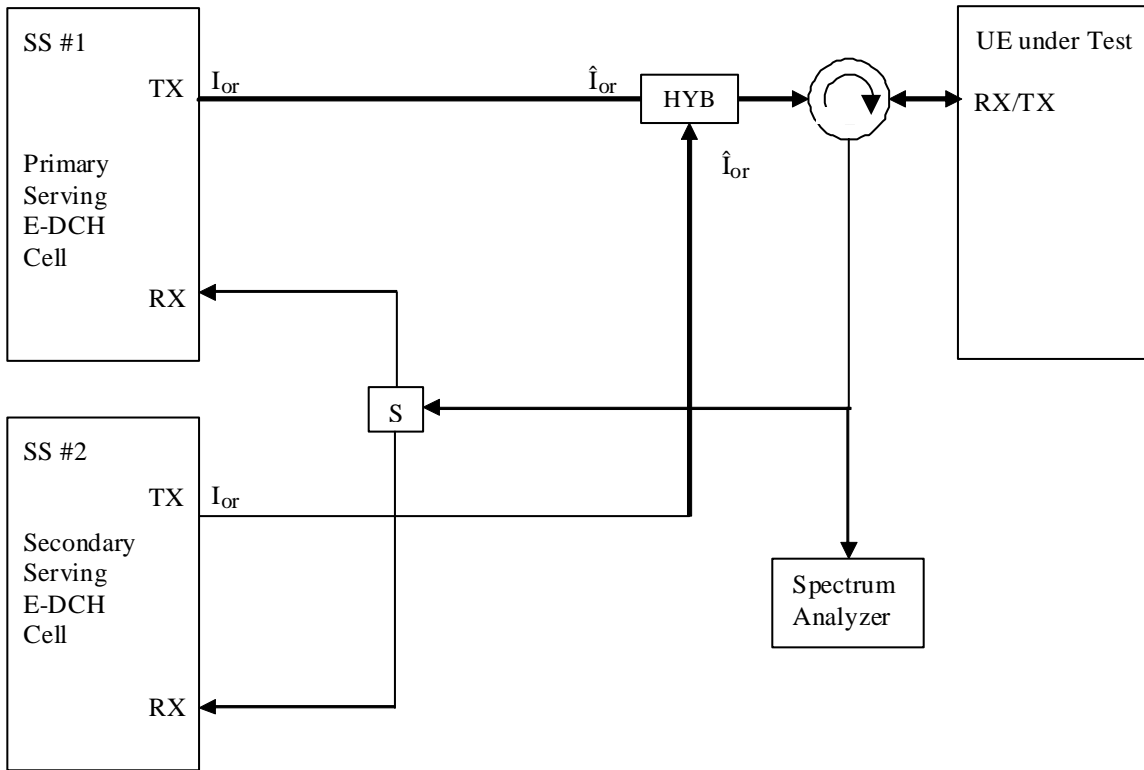 SS #1
TX
I_or
Primary
Serving
E-DCH
Cell
RX
Î_or
HYB
Î_or
UE under Test
RX/TX
S
SS #2
TX
I_or
Secondary
Serving
E-DCH
Cell
RX
Spectrum
Analyzer